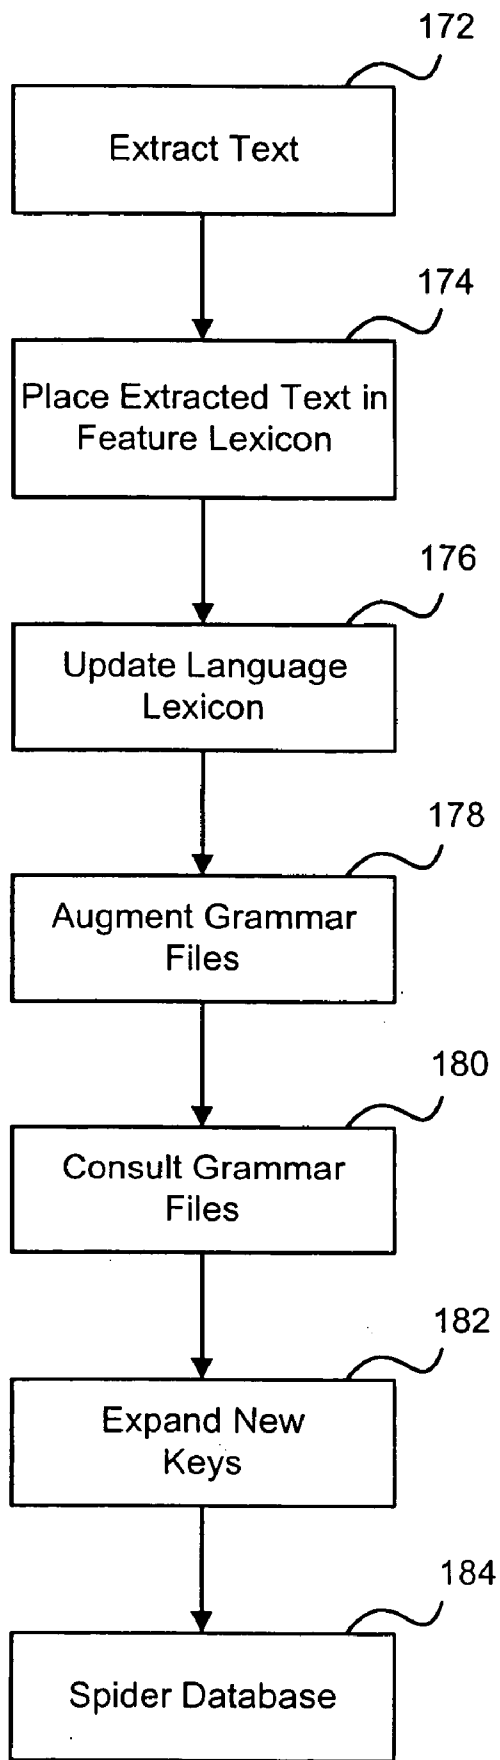 172
Extract Text
174
Place Extracted Text in
Feature Lexicon
176
Update Language
Lexicon
178
Augment Grammar
Files
180
Consult Grammar
Files
182
Expand New
Keys
184
Spider Database